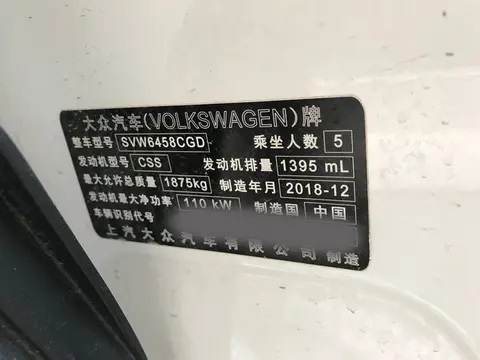 大众汽车(VOLKSWAGEN)牌
整车型号 SVW6458CGD 乘坐人数 5
发动机型号 CSS 发动机排量 1395 mL
最大允许总质量 1875kg 制造年月 2018-12
发动机最大净功率 110 kW 制造国 中国
车辆识别代号
上汽大众汽车有限公司制造